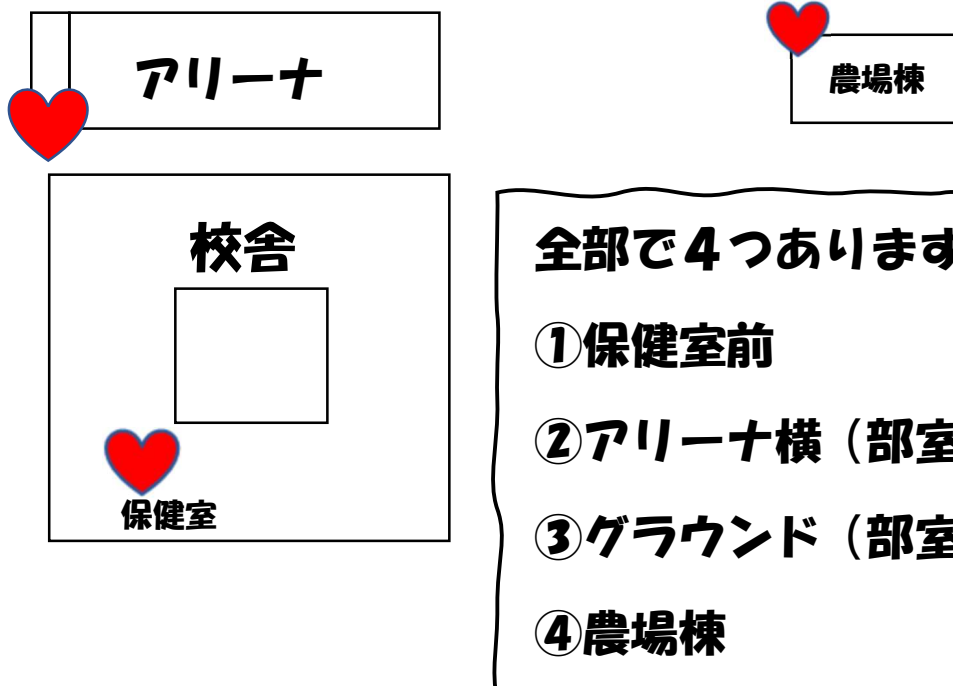 アリーナ
農場棟
校舎
保健室
全部で４つあります
①保健室前
②アリーナ横（部室
③グラウンド（部室
④農場棟